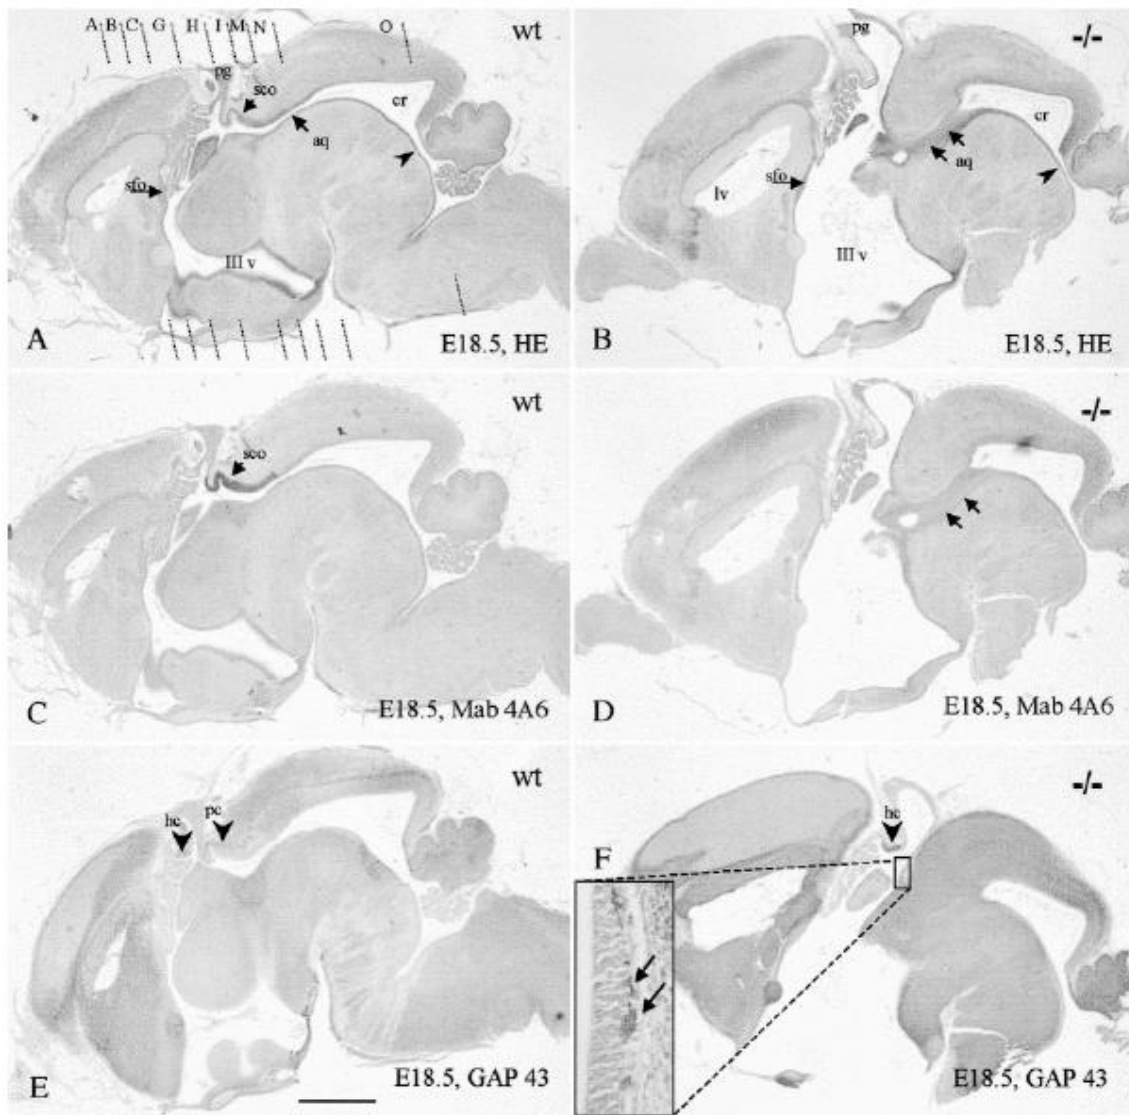 A B C G H I M N O wt
pg
sco
cr
aq
sfo
III v
A E18.5, HE
pg -/-
cr
aq
sfo
lv
III v
B E18.5, HE
wt
sco
C E18.5, Mab 4A6
-/-
D E18.5, Mab 4A6
wt
hc pc
E E18.5, GAP 43
-/-
hc
F
E18.5, GAP 43